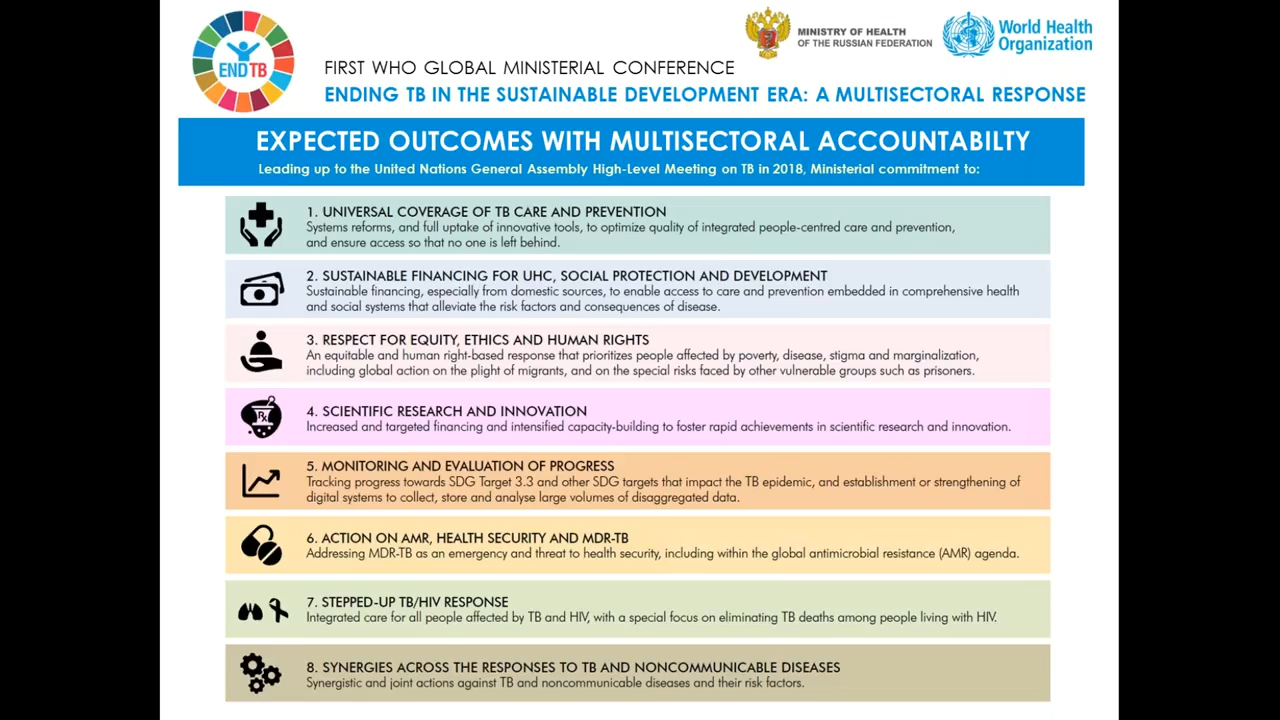 END TB
MINISTRY OF HEALTH
OF THE RUSSIAN FEDERATION
World Health
Organization
FIRST WHO GLOBAL MINISTERIAL CONFERENCE
ENDING TB IN THE SUSTAINABLE DEVELOPMENT ERA: A MULTISECTORAL RESPONSE
EXPECTED OUTCOMES WITH MULTISECTORAL ACCOUNTABILTY
Leading up to the United Nations General Assembly High-Level Meeting on TB in 2018, Ministerial commitment to:
1. UNIVERSAL COVERAGE OF TB CARE AND PREVENTION
Systems reforms, and full uptake of innovative tools, to optimize quality of integrated people-centred care and prevention,
and ensure access so that no one is left behind.
2. SUSTAINABLE FINANCING FOR UHC, SOCIAL PROTECTION AND DEVELOPMENT
Sustainable financing, especially from domestic sources, to enable access to care and prevention embedded in comprehensive health
and social systems that alleviate the risk factors and consequences of disease.
3. RESPECT FOR EQUITY, ETHICS AND HUMAN RIGHTS
An equitable and human right-based response that prioritizes people affected by poverty, disease, stigma and marginalization,
including global action on the plight of migrants, and on the special risks faced by other vulnerable groups such as prisoners.
Rx
4. SCIENTIFIC RESEARCH AND INNOVATION
Increased and targeted financing and intensified capacity-building to foster rapid achievements in scientific research and innovation.
5. MONITORING AND EVALUATION OF PROGRESS
Tracking progress towards SDG Target 3.3 and other SDG targets that impact the TB epidemic, and establishment or strengthening of
digital systems to collect, store and analyse large volumes of disaggregated data.
6. ACTION ON AMR, HEALTH SECURITY AND MDR-TB
Addressing MDR-TB as an emergency and threat to health security, including within the global antimicrobial resistance (AMR) agenda.
7. STEPPED-UP TB/HIV RESPONSE
Integrated care for all people affected by TB and HIV, with a special focus on eliminating TB deaths among people living with HIV.
8. SYNERGIES ACROSS THE RESPONSES TO TB AND NONCOMMUNICABLE DISEASES
Synergistic and joint actions against TB and noncommunicable diseases and their risk factors.